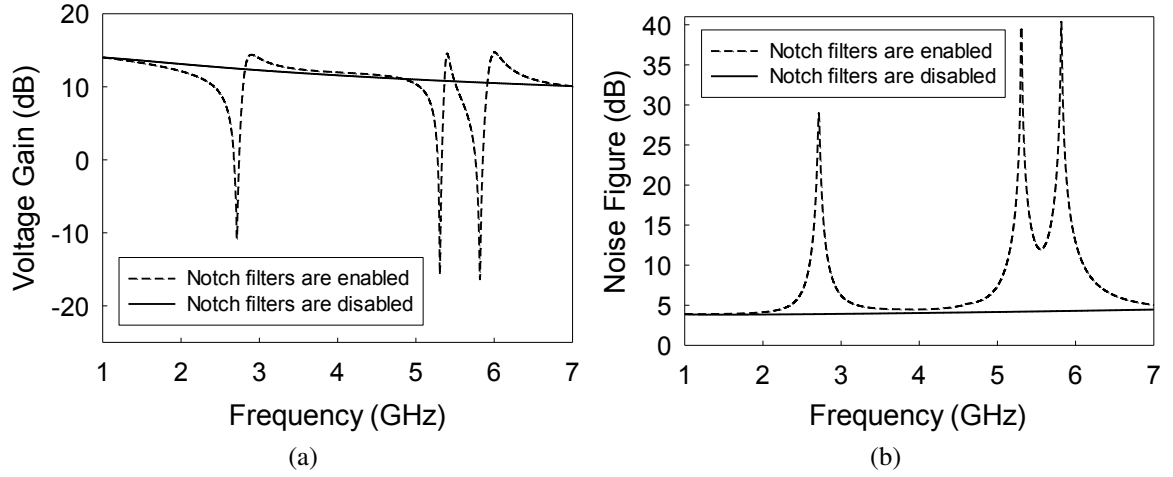 20
10
0
-10
-20
Voltage Gain (dB)
Notch filters are enabled
Notch filters are disabled
1 2 3 4 5 6 7
Frequency (GHz)
(a)
40
35
30
25
20
15
10
5
0
Noise Figure (dB)
Notch filters are enabled
Notch filters are disabled
1 2 3 4 5 6 7
Frequency (GHz)
(b)